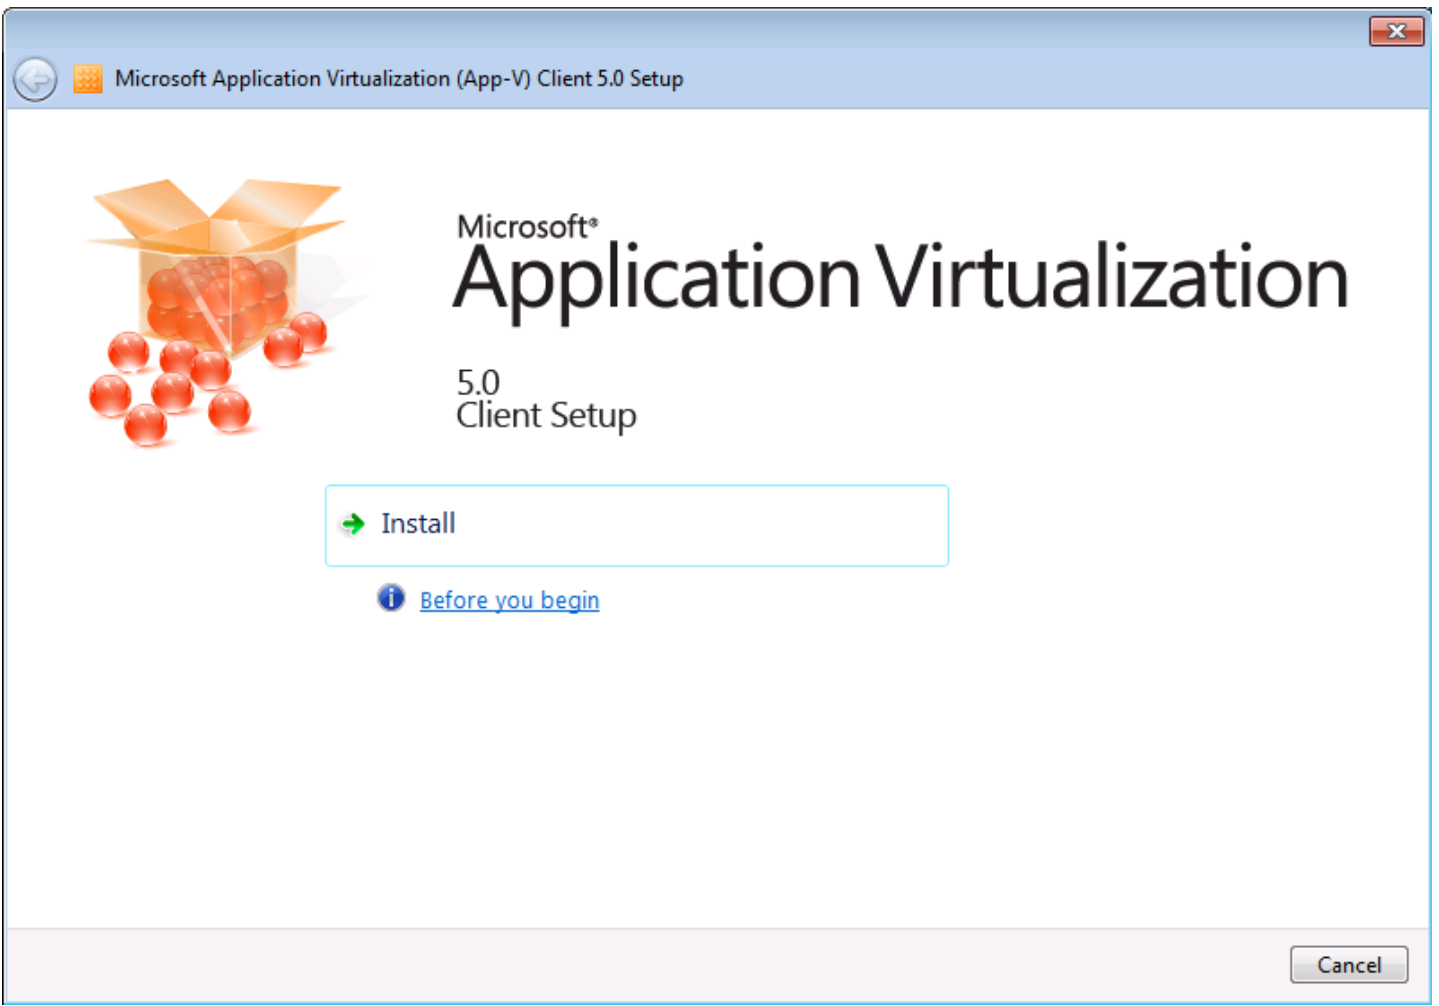 Microsoft Application Virtualization (App-V) Client 5.0 Setup
Microsoft®
Application Virtualization
5.0
Client Setup
Install
Before you begin
Cancel